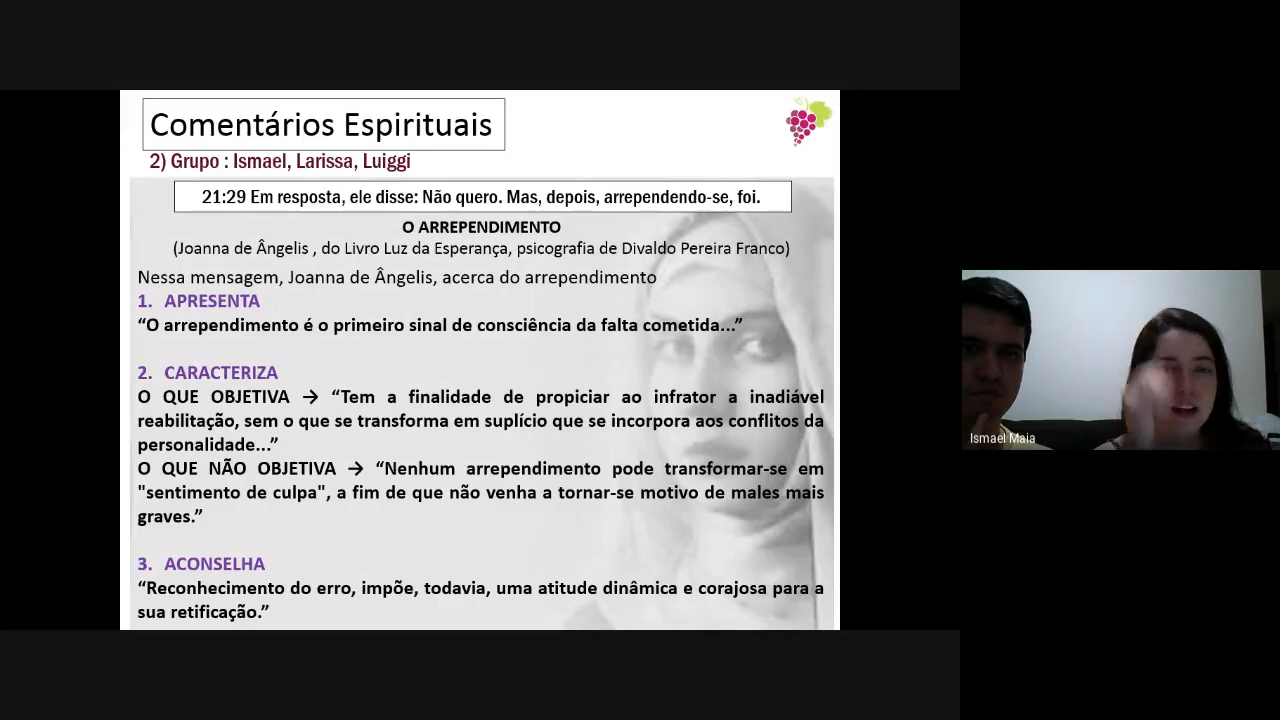 Comentários Espirituais
2) Grupo : Ismael, Larissa, Luiggi
21:29 Em resposta, ele disse: Não quero. Mas, depois, arrependendo-se, foi.
O ARREPENDIMENTO
(Joanna de Ângelis , do Livro Luz da Esperança, psicografia de Divaldo Pereira Franco)
Nessa mensagem, Joanna de Ângelis, acerca do arrependimento
1. APRESENTA
“O arrependimento é o primeiro sinal de consciência da falta cometida...”
2. CARACTERIZA
O QUE OBJETIVA → “Tem a finalidade de propiciar ao infrator a inadiável
reabilitação, sem o que se transforma em suplício que se incorpora aos conflitos da
personalidade...”
O QUE NÃO OBJETIVA → “Nenhum arrependimento pode transformar-se em
"sentimento de culpa", a fim de que não venha a tornar-se motivo de males mais
graves.”
3. ACONSELHA
“Reconhecimento do erro, impõe, todavia, uma atitude dinâmica e corajosa para a
sua retificação.”
Ismael Maia